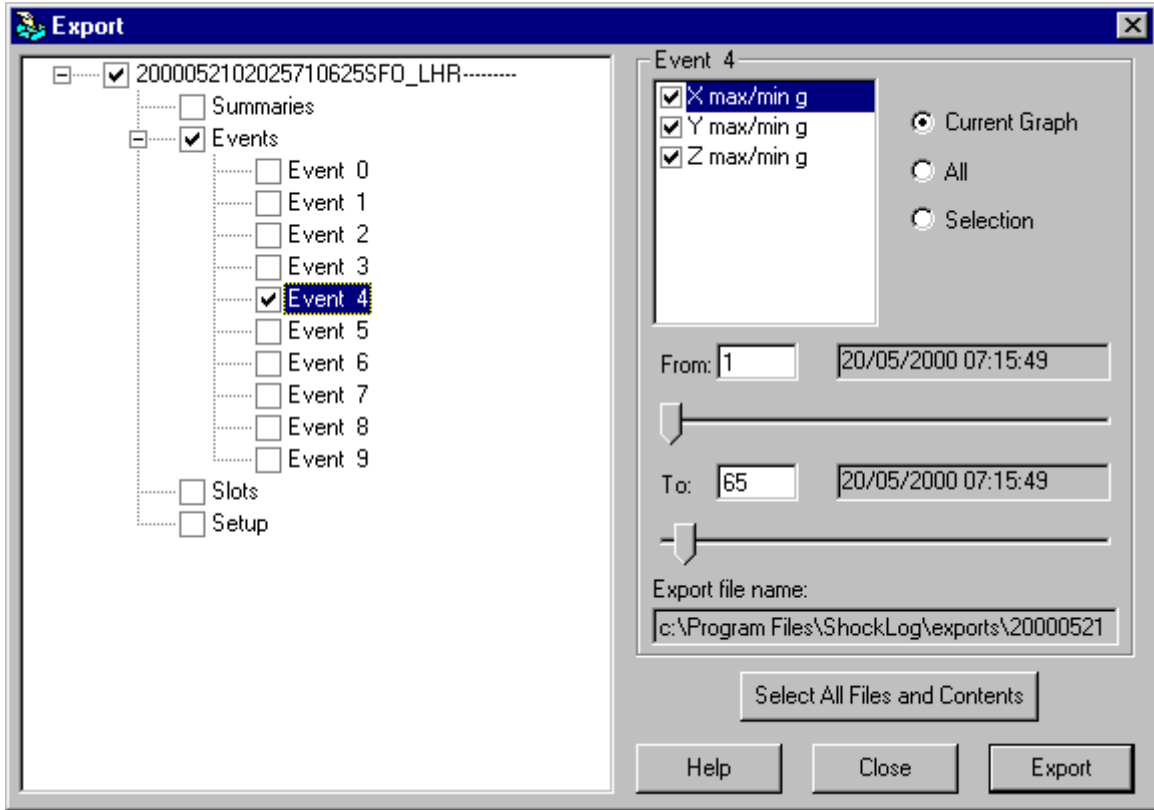 Export
2000052102025710625SFO_LHR---------
Summaries
Events
Event 0
Event 1
Event 2
Event 3
Event 4
Event 5
Event 6
Event 7
Event 8
Event 9
Slots
Setup
Event 4
X max/min g
Y max/min g
Z max/min g
Current Graph
All
Selection
From: 1 20/05/2000 07:15:49
To: 65 20/05/2000 07:15:49
Export file name:
c:\Program Files\ShockLog\exports\20000521
Select All Files and Contents
Help Close Export